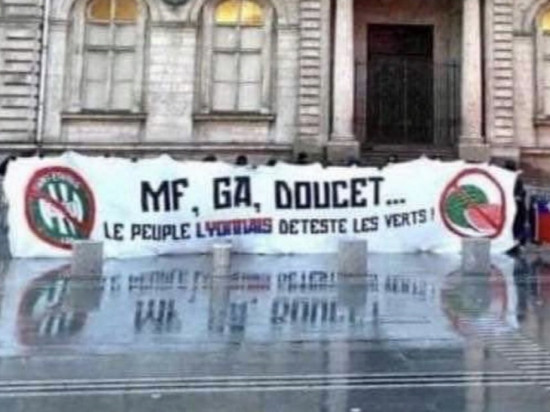 MF, GA, DOUCET...
LE PEUPLE LYONNAIS DETESTE LES VERTS !